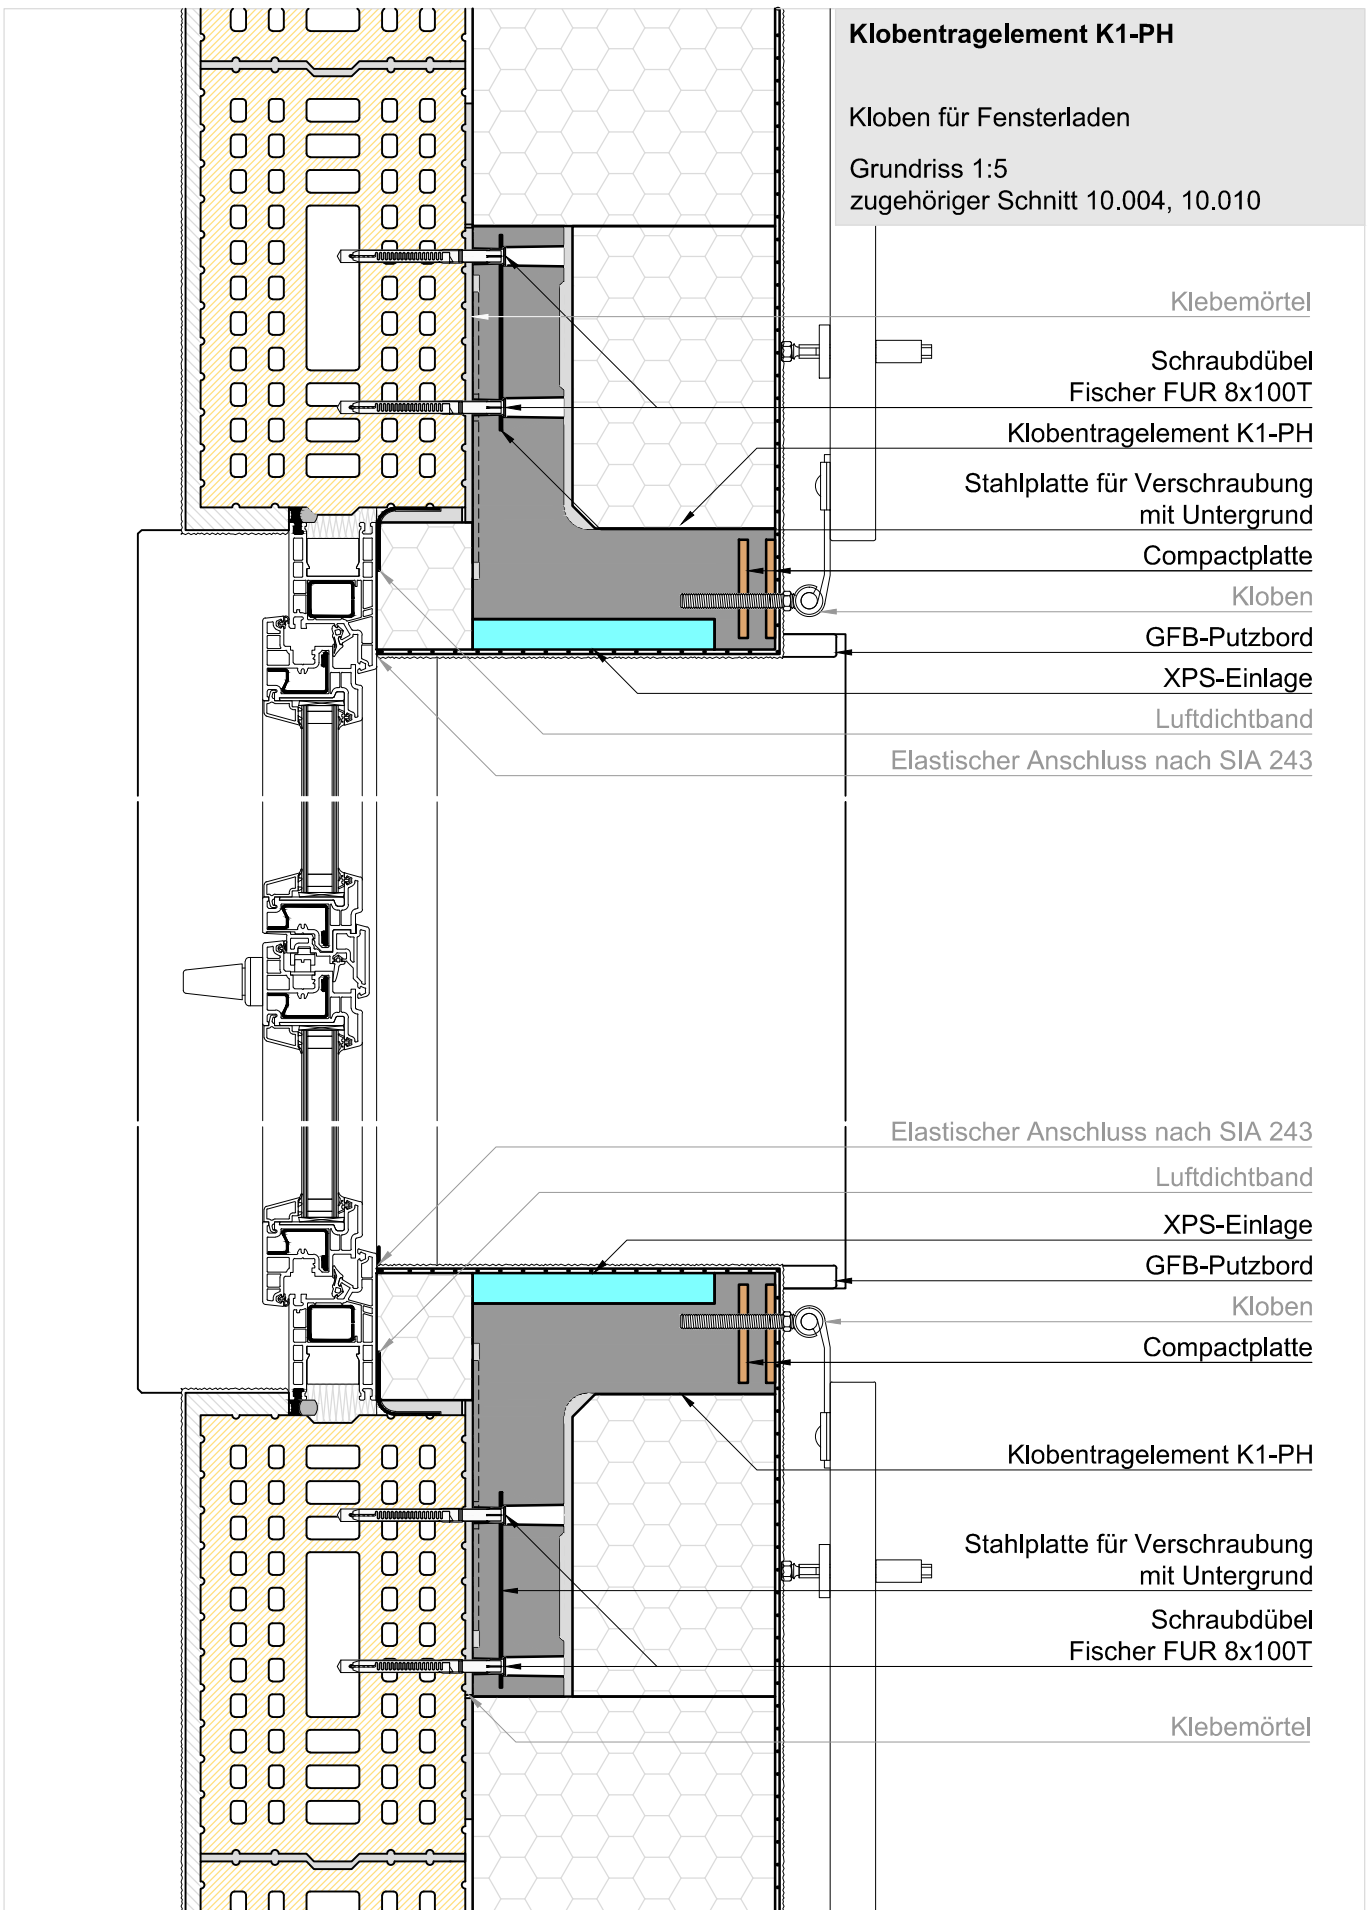 Klobentragelement K1-PH
Kloben für Fensterladen
Grundriss 1:5
zugehöriger Schnitt 10.004, 10.010
Klebemörtel
Schraubdübel
Fischer FUR 8x100T
Klobentragelement K1-PH
Stahlplatte für Verschraubung
mit Untergrund
Compactplatte
Kloben
GFB-Putzbord
XPS-Einlage
Luftdichtband
Elastischer Anschluss nach SIA 243
Elastischer Anschluss nach SIA 243
Luftdichtband
XPS-Einlage
GFB-Putzbord
Kloben
Compactplatte
Klobentragelement K1-PH
Stahlplatte für Verschraubung
mit Untergrund
Schraubdübel
Fischer FUR 8x100T
Klebemörtel